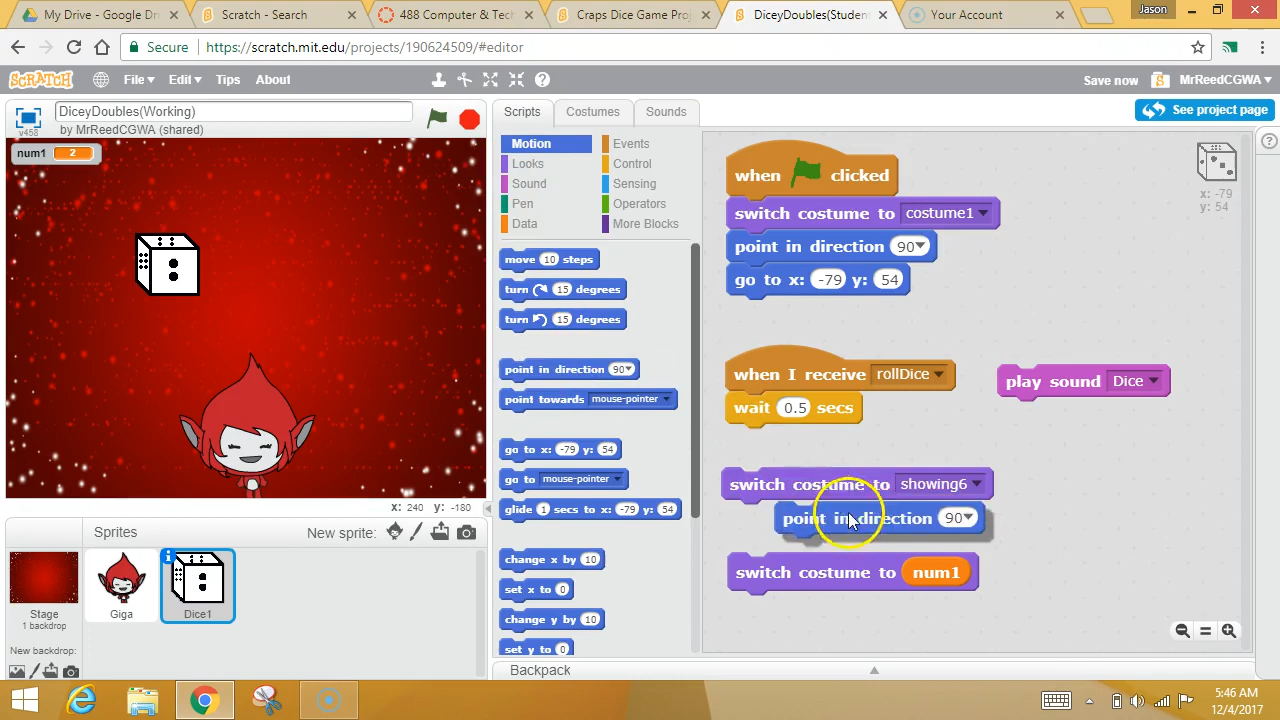 My Drive - Google Dr
Scratch - Search
488 Computer & Tech
Craps Dice Game Proj
DiceyDoubles(Student
Your Account
Jason
Secure
https://scratch.mit.edu/projects/190624509/#editor
SCRATCH
File
Edit
Tips
About
Save now
MrReedCGWA
v458
DiceyDoubles(Working)
by MrReedCGWA (shared)
Scripts
Costumes
Sounds
See project page
num1 2
Motion
Looks
Sound
Pen
Data
Events
Control
Sensing
Operators
More Blocks
move 10 steps
turn 15 degrees
turn 15 degrees
point in direction 90
point towards mouse-pointer
go to x: -79 y: 54
go to mouse-pointer
glide 1 secs to x: -79 y: 54
change x by 10
set x to 0
change y by 10
set y to 0
when clicked
switch costume to costume1
point in direction 90
go to x: -79 y: 54
when I receive rollDice
wait 0.5 secs
play sound Dice
switch costume to showing6
point in direction 90
switch costume to num1
x: -79
y: 54
x: 240 y: -180
Sprites
New sprite:
Stage
1 backdrop
New backdrop:
Giga
Dice1
Backpack
5:46 AM
12/4/2017